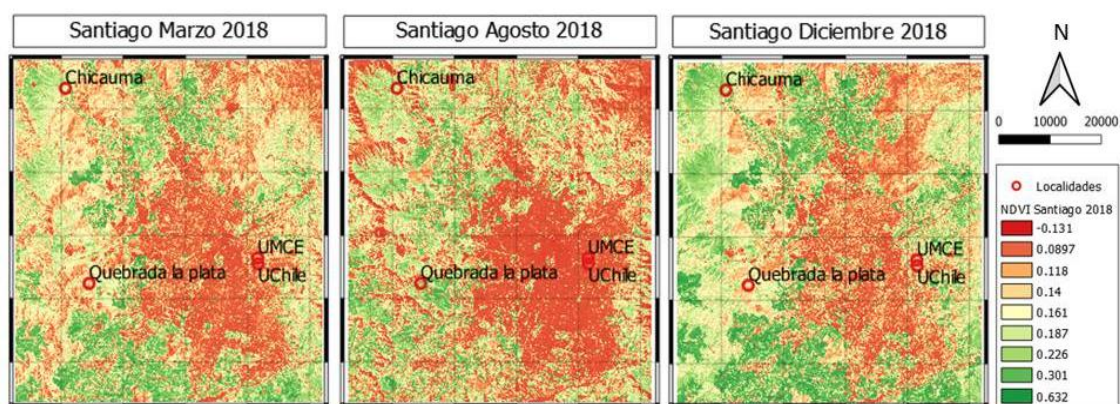 Santiago Marzo 2018
Santiago Agosto 2018
Santiago Diciembre 2018
N
Chicauma
Quebrada la plata
UMCE
UChile
Chicauma
Quebrada la plata
UMCE
UChile
Chicauma
Quebrada la plata
UMCE
UChile
0 10000 20000
Localidades
NDVI Santiago 2018
-0.131
0.0897
0.118
0.14
0.161
0.187
0.226
0.301
0.632